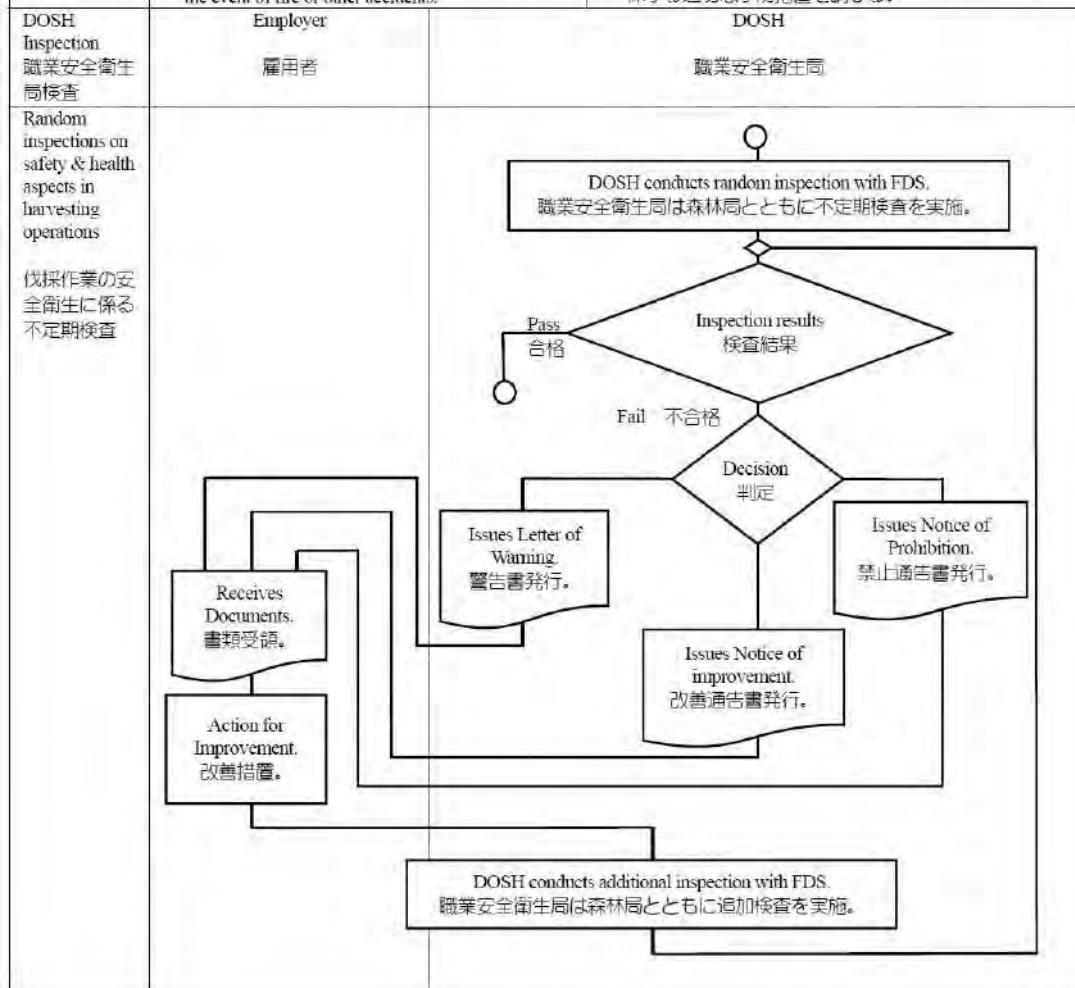 the event of fire or other accidents.
DOSH
Inspection
職業安全衛生
局検査
Employer
雇用者
DOSH
職業安全衛生局
Random
inspections on
safety & health
aspects in
harvesting
operations
伐採作業の安
全衛生に係る
不定期検査
DOSH conducts random inspection with FDS.
職業安全衛生局は森林局とともに不定期検査を実施。
Inspection results
検査結果
Pass
合格
Fail 不合格
Decision
判定
Issues Letter of
Warning.
警告書発行。
Issues Notice of
Prohibition.
禁止通告書発行。
Receives
Documents.
書類受領。
Issues Notice of
improvement.
改善通告書発行。
Action for
Improvement.
改善措置。
DOSH conducts additional inspection with FDS.
職業安全衛生局は森林局とともに追加検査を実施。